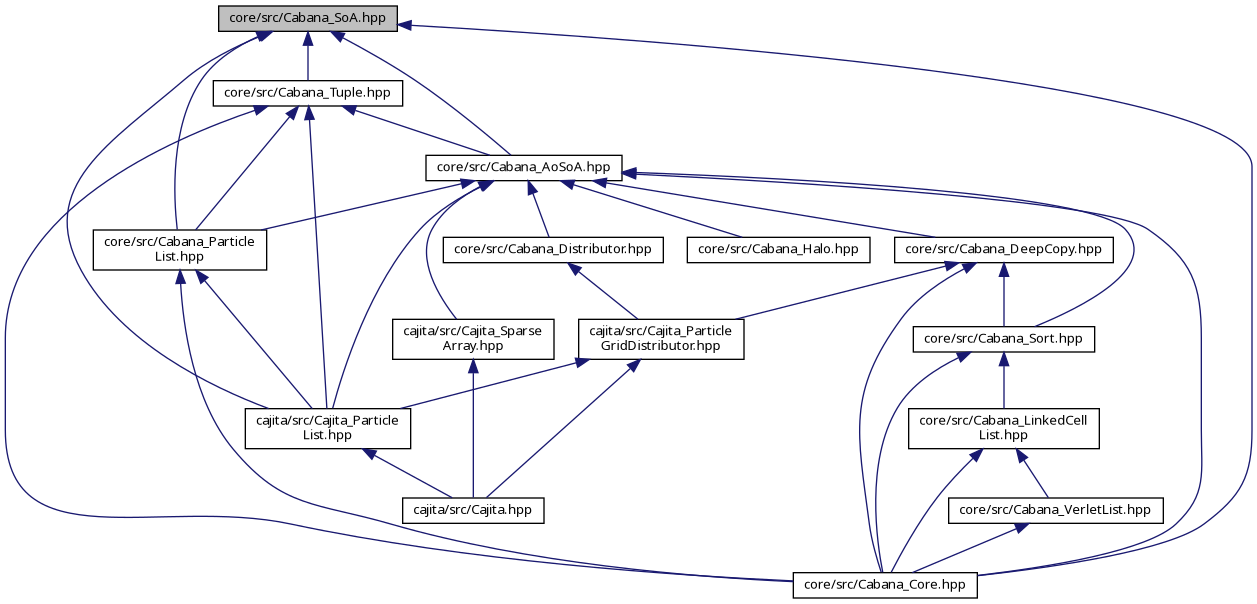 core/src/Cabana_SoA.hpp
core/src/Cabana_Tuple.hpp
core/src/Cabana_AoSoA.hpp
core/src/Cabana_Particle
List.hpp
core/src/Cabana_Distributor.hpp
core/src/Cabana_Halo.hpp
core/src/Cabana_DeepCopy.hpp
cajita/src/Cajita_Sparse
Array.hpp
cajita/src/Cajita_Particle
GridDistributor.hpp
core/src/Cabana_Sort.hpp
cajita/src/Cajita_Particle
List.hpp
core/src/Cabana_LinkedCell
List.hpp
cajita/src/Cajita.hpp
core/src/Cabana_VerletList.hpp
core/src/Cabana_Core.hpp